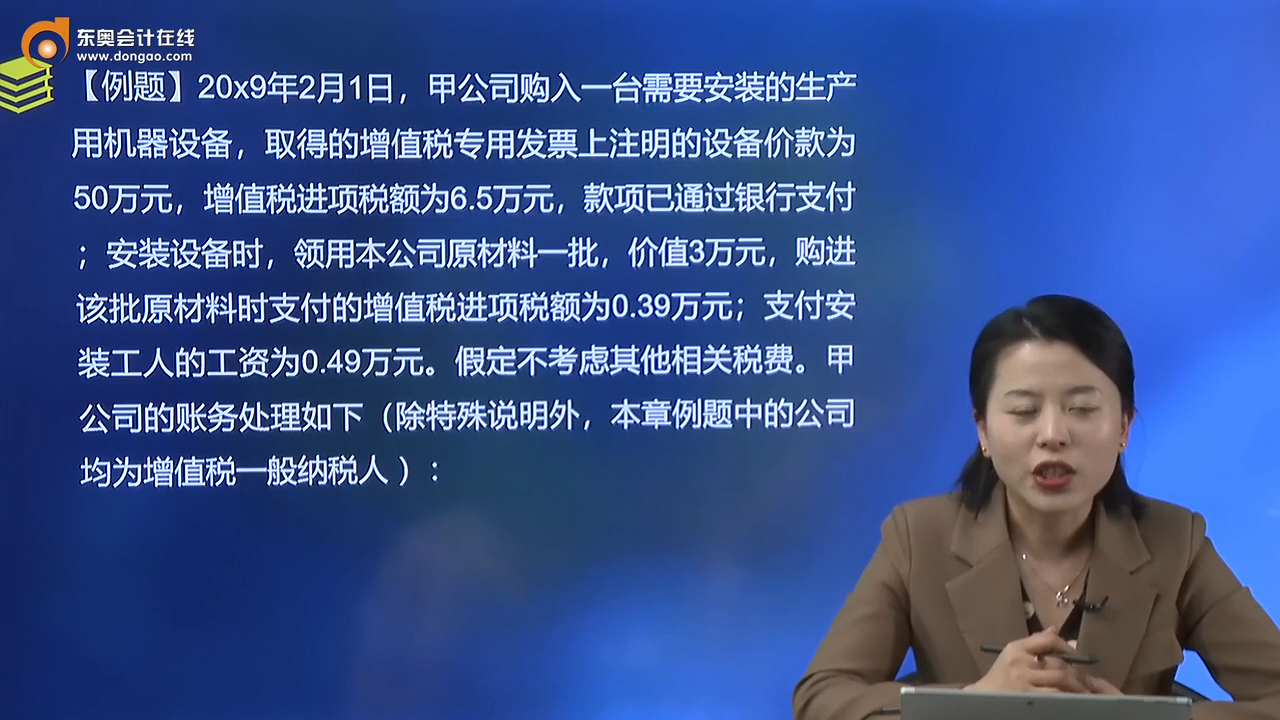 东奥会计在线
www.dongao.com
【例题】20x9年2月1日，甲公司购入一台需要安装的生产
用机器设备，取得的增值税专用发票上注明的设备价款为
50万元，增值税进项税额为6.5万元，款项已通过银行支付
；安装设备时，领用本公司原材料一批，价值3万元，购进
该批原材料时支付的增值税进项税额为0.39万元；支付安
装工人的工资为0.49万元。假定不考虑其他相关税费。甲
公司的账务处理如下（除特殊说明外，本章例题中的公司
均为增值税一般纳税人）：